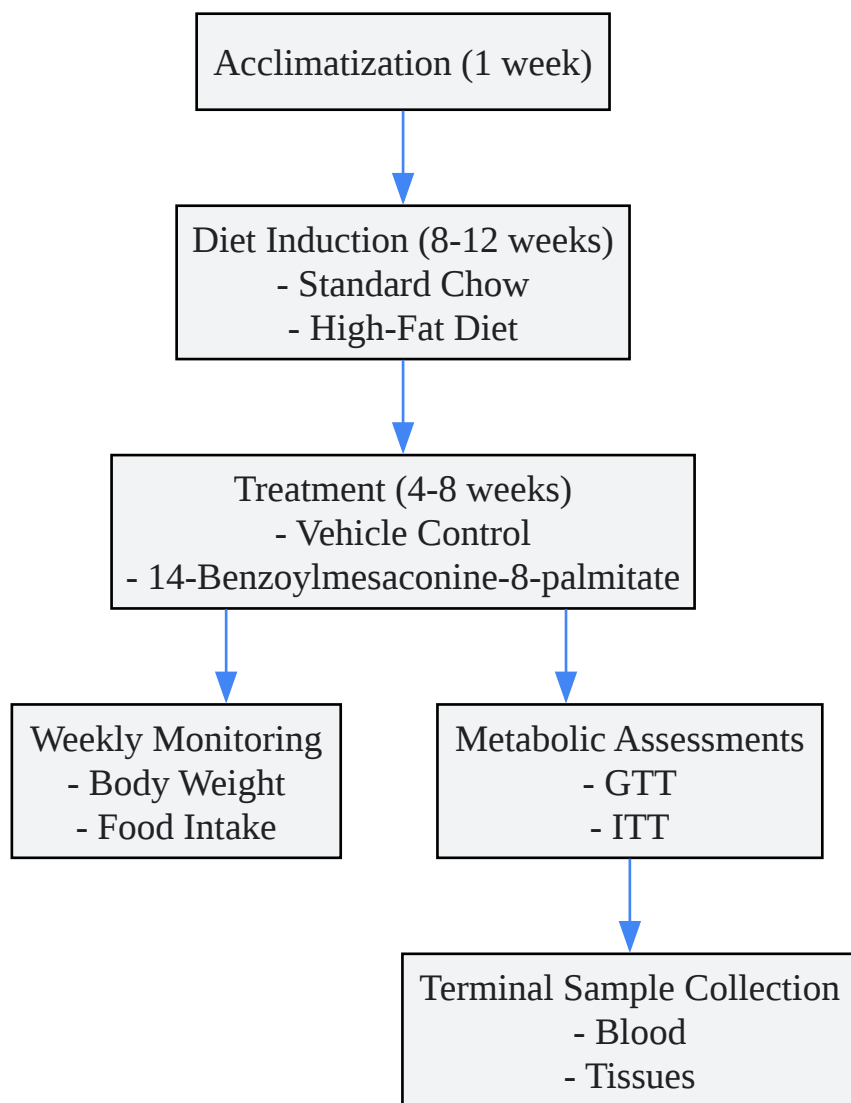 Acclimatization (1 week)
Diet Induction (8-12 weeks)
- Standard Chow
- High-Fat Diet
Treatment (4-8 weeks)
- Vehicle Control
- 14-Benzoylmesaconine-8-palmitate
Weekly Monitoring
- Body Weight
- Food Intake
Metabolic Assessments
- GTT
- ITT
Terminal Sample Collection
- Blood
- Tissues